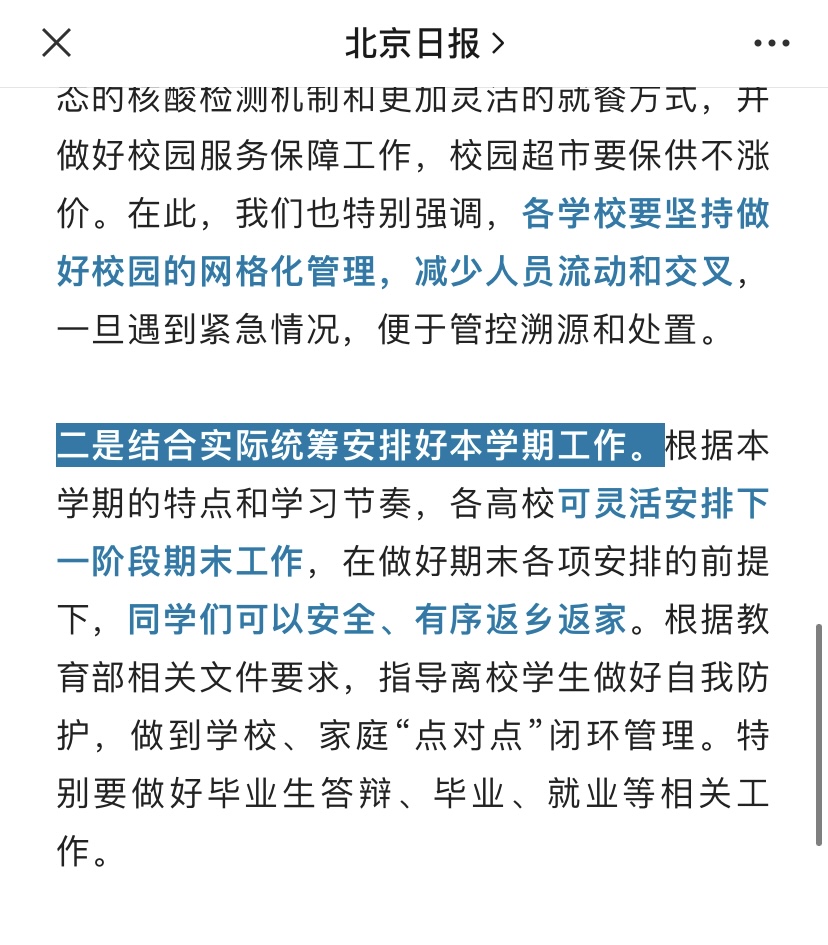 北京日报
态的核酸检测机制和更加灵活的就餐方式，并
做好校园服务保障工作，校园超市要保供不涨
价。在此，我们也特别强调，各学校要坚持做
好校园的网格化管理，减少人员流动和交叉，
一旦遇到紧急情况，便于管控溯源和处置。
二是结合实际统筹安排好本学期工作。根据本
学期的特点和学习节奏，各高校可灵活安排下
一阶段期末工作，在做好期末各项安排的前提
下，同学们可以安全、有序返乡返家。根据教
育部相关文件要求，指导离校学生做好自我防
护，做到学校、家庭“点对点”闭环管理。特
别要做好毕业生答辩、毕业、就业等相关工
作。